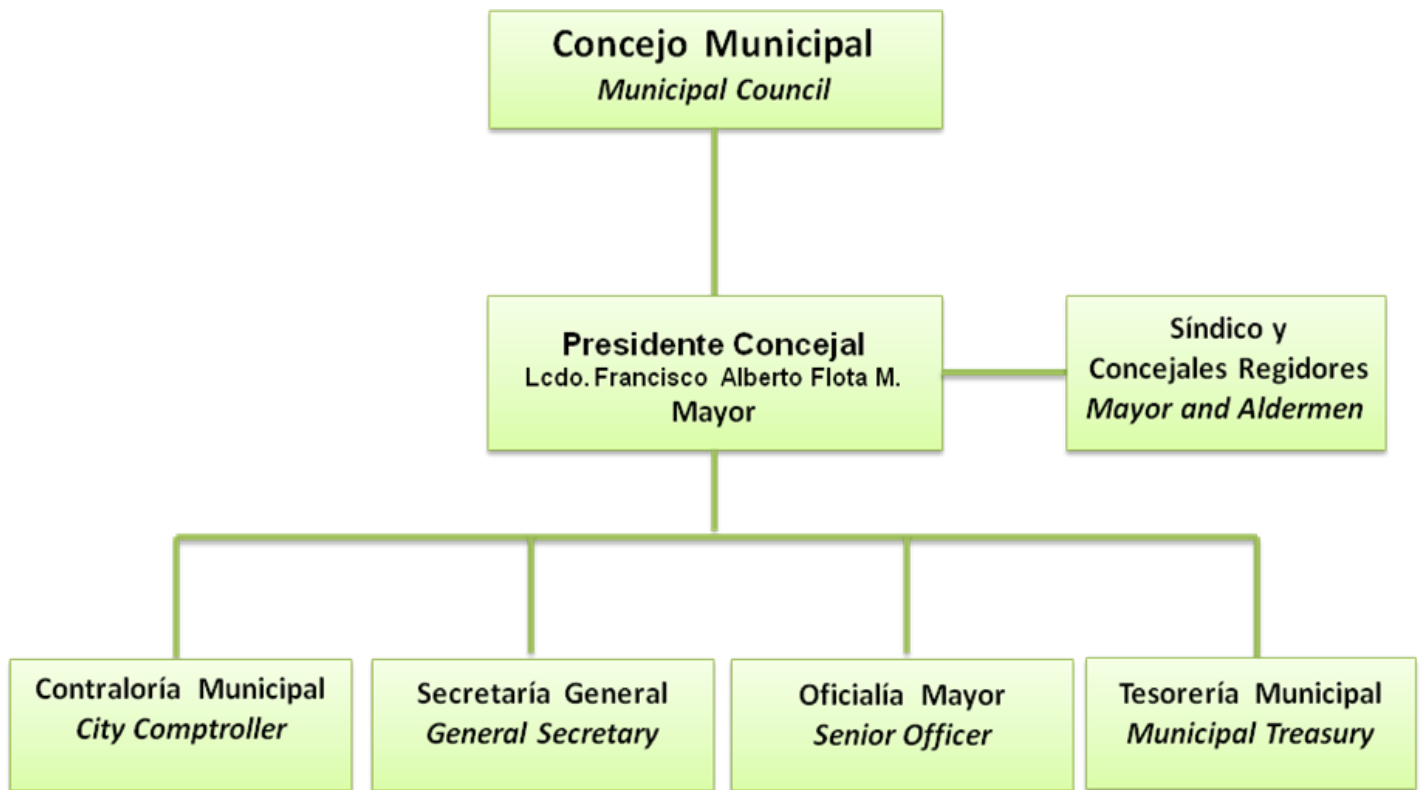 Concejo Municipal
Municipal Council
Presidente Concejal
Lcdo. Francisco Alberto Flota M.
Mayor
Síndico y
Concejales Regidores
Mayor and Aldermen
Contraloría Municipal
City Comptroller
Secretaría General
General Secretary
Oficialía Mayor
Senior Officer
Tesorería Municipal
Municipal Treasury